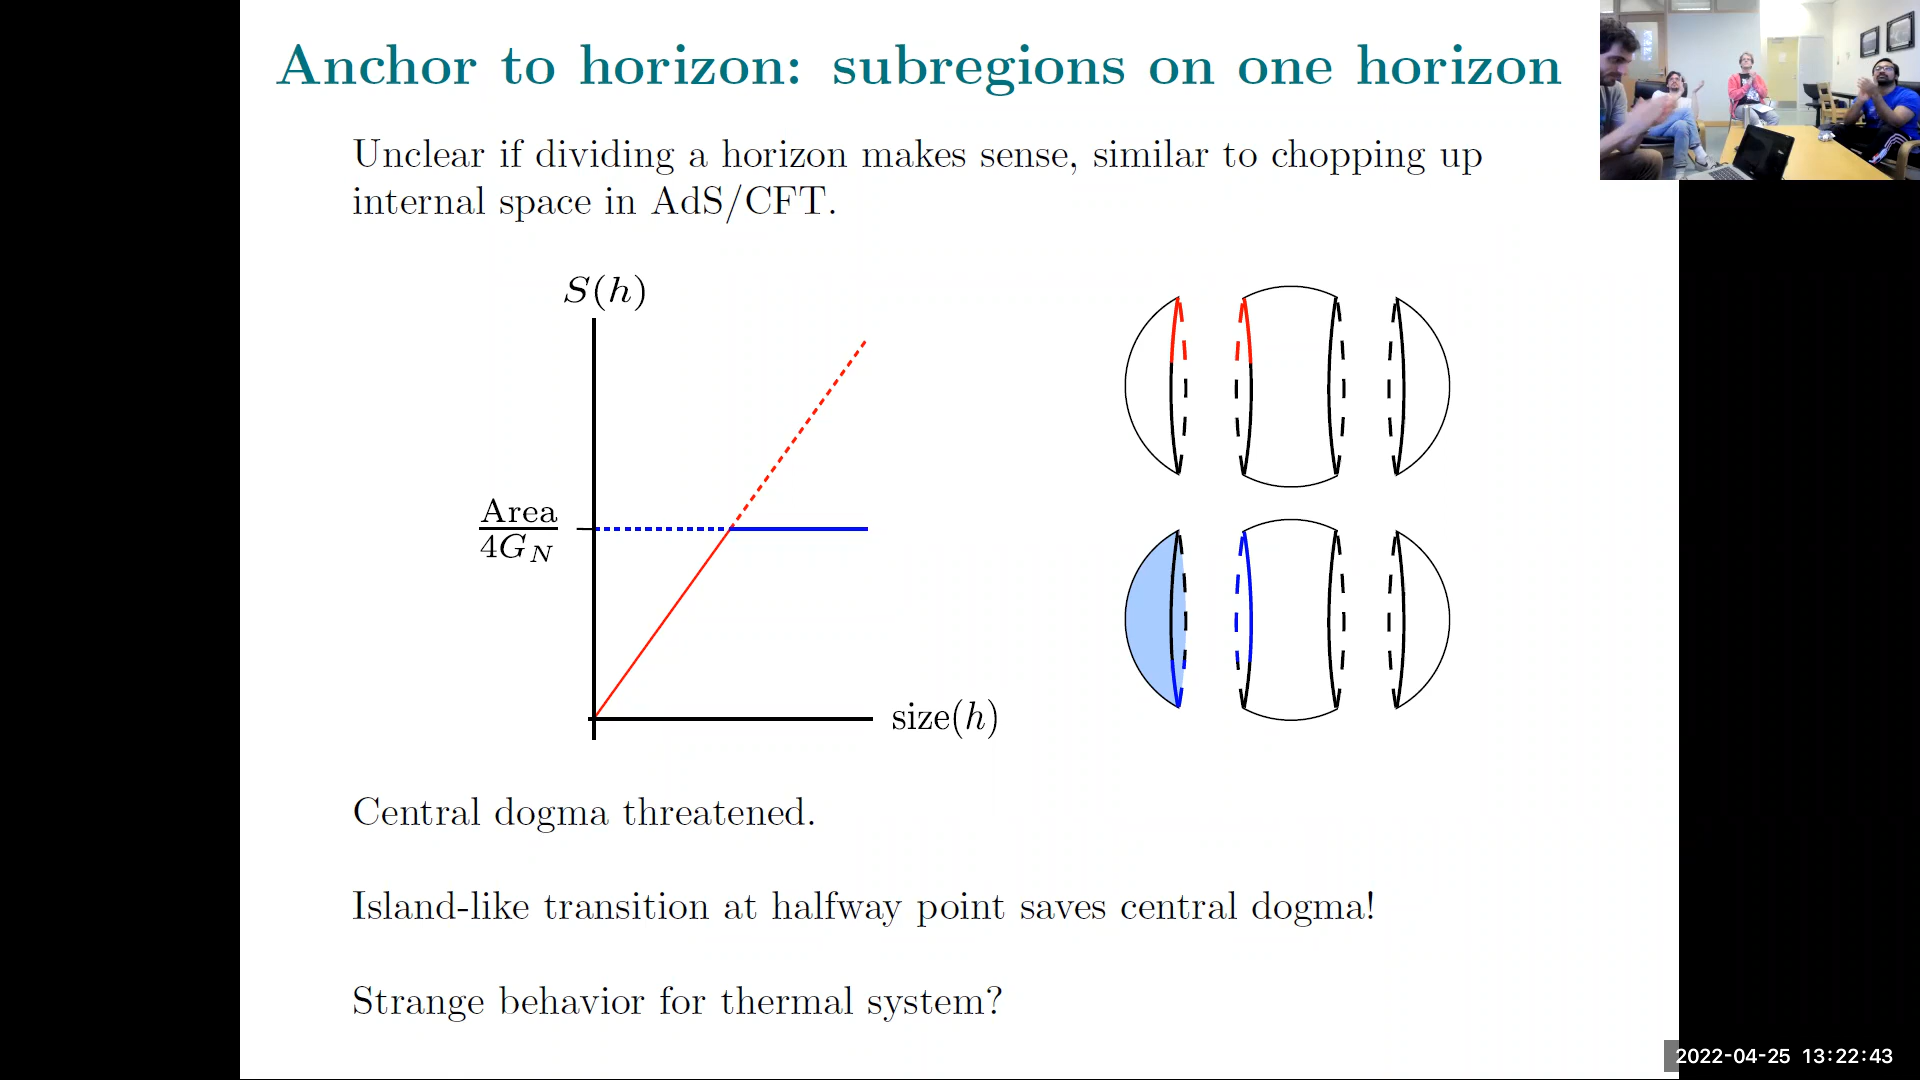 Anchor to horizon: subregions on one horizon
Unclear if dividing a horizon makes sense, similar to chopping up
internal space in AdS/CFT.
S(h)
Area
4G_N
size(h)
Central dogma threatened.
Island-like transition at halfway point saves central dogma!
Strange behavior for thermal system?
2022-04-25 13:22:43